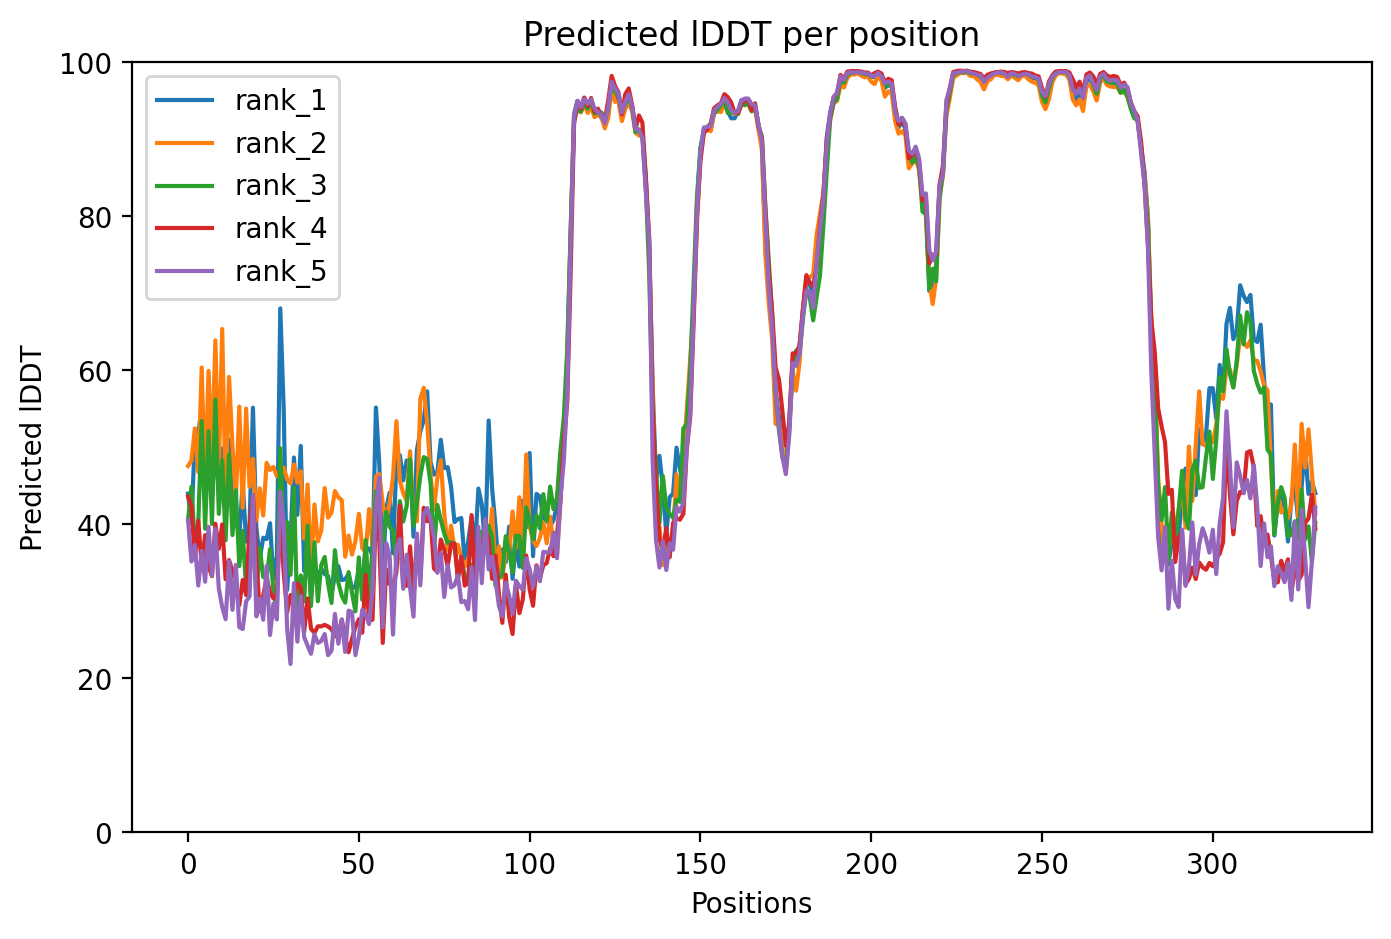 Predicted lDDT per position
100
80
60
40
20
0
Predicted lDDT
rank_1
rank_2
rank_3
rank_4
rank_5
0 50 100 150 200 250 300
Positions